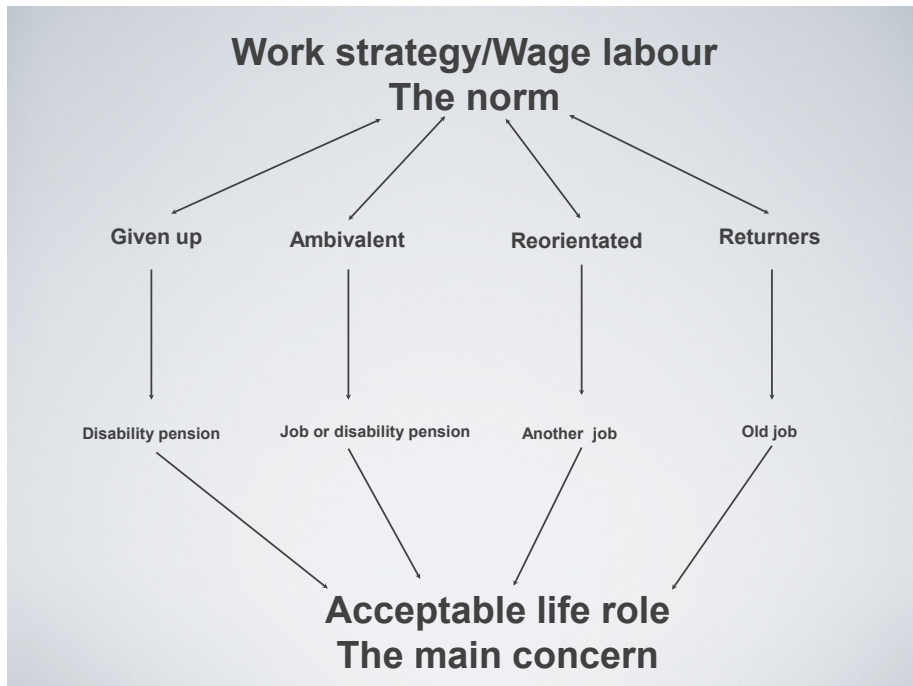 Work strategy/Wage labour
The norm
Given up
Ambivalent
Reorientated
Returners
Disability pension
Job or disability pension
Another job
Old job
Acceptable life role
The main concern